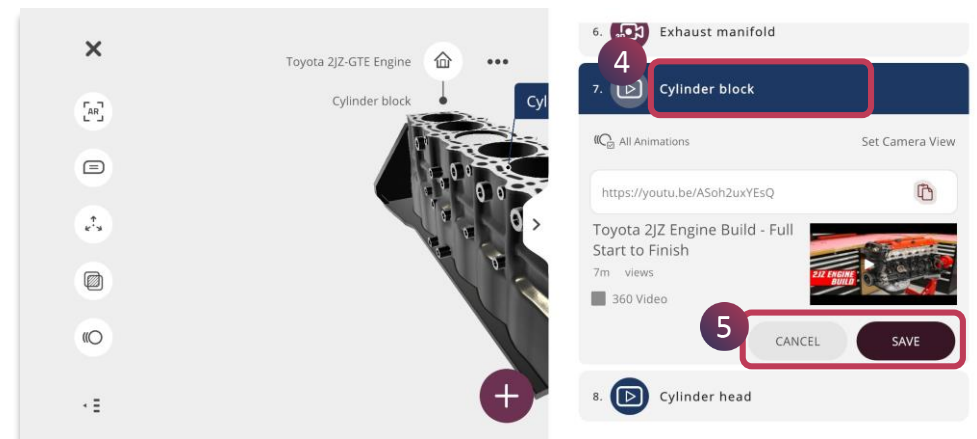 Toyota 2JZ-GTE Engine
Cylinder block
Cyl
AR
6. Exhaust manifold
4
7. Cylinder block
All Animations Set Camera View
https://youtu.be/ASoh2uxYEsQ
Toyota 2JZ Engine Build - Full
Start to Finish
7m views
2JZ ENGINE
BUILD
360 Video
5
CANCEL SAVE
8. Cylinder head